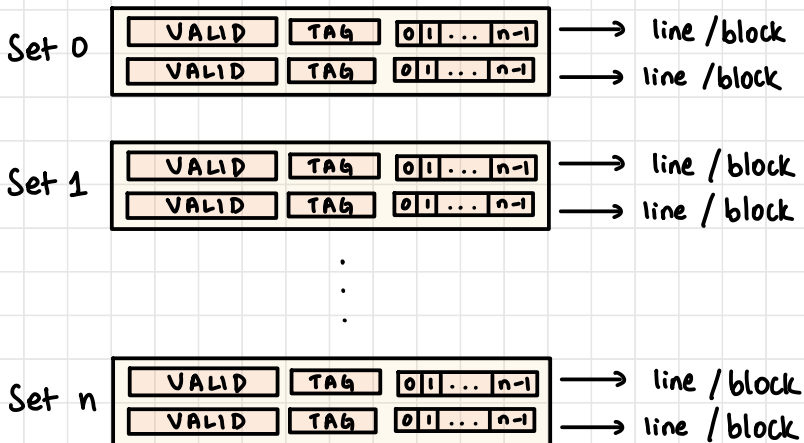 VALID TAG 0 1 ... n-1 → line /block
Set 0
VALID TAG 0 1 ... n-1 → line /block
VALID TAG 0 1 ... n-1 → line /block
Set 1
VALID TAG 0 1 ... n-1 → line /block
.
.
.
VALID TAG 0 1 ... n-1 → line /block
Set n
VALID TAG 0 1 ... n-1 → line /block